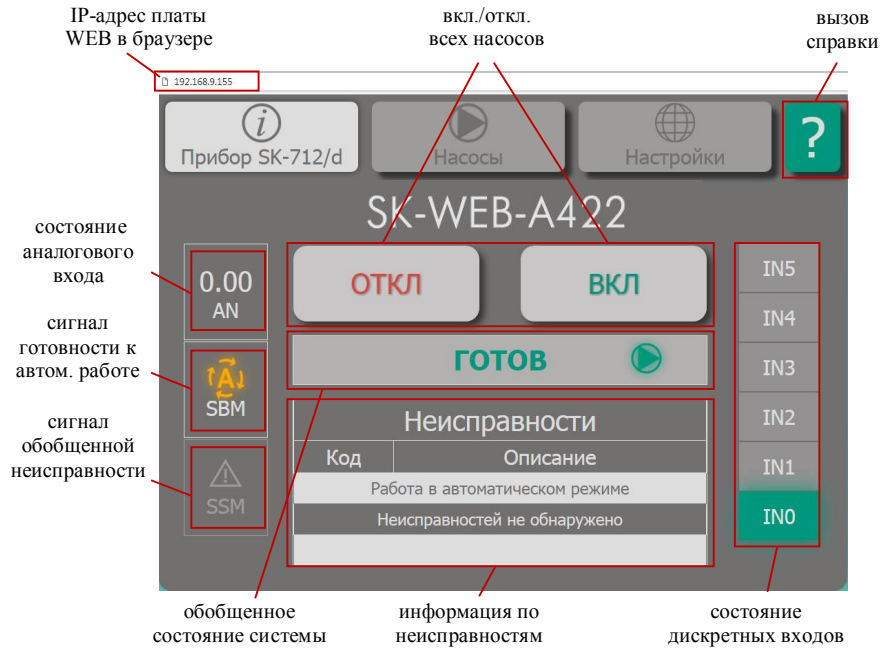 IP-адрес платы
WEB в браузере
вкл./откл.
всех насосов
вызов
справки
192.168.9.155
Прибор SK-712/d
Насосы
Настройки
?
SK-WEB-A422
состояние
аналогового
входа
0.00
AN
ОТКЛ
ВКЛ
IN5
IN4
сигнал
готовности к
автом. работе
A
SBM
ГОТОВ
IN3
сигнал
обобщенной
неисправности
SSM
Неисправности
Код
Описание
Работа в автоматическом режиме
Неисправностей не обнаружено
IN2
IN1
IN0
обобщенное
состояние системы
информация по
неисправностям
состояние
дискретных входов